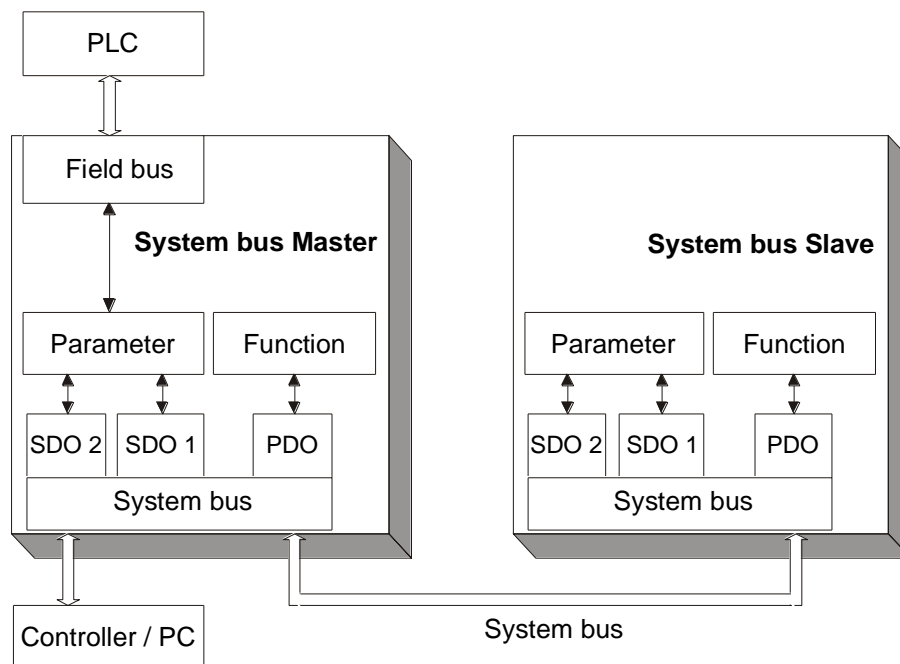 PLC
Field bus
System bus Master
Parameter
Function
SDO 2
SDO 1
PDO
System bus
Controller / PC
System bus Slave
Parameter
Function
SDO 2
SDO 1
PDO
System bus
System bus